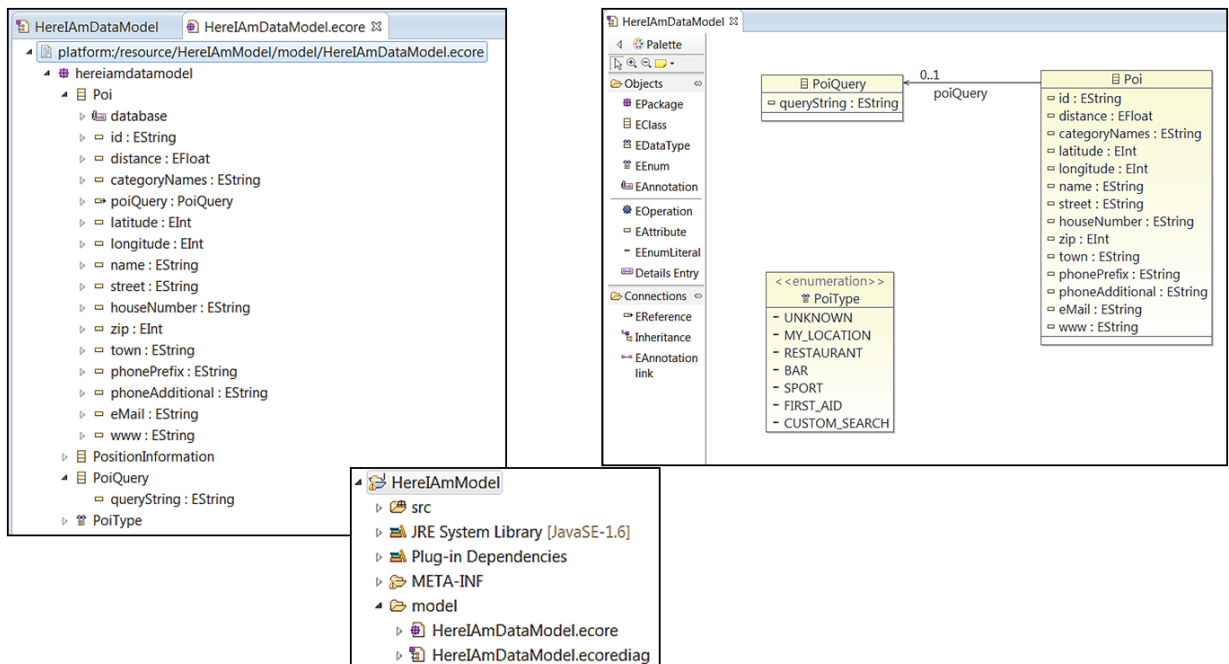 HereIAmDataModel
HereIAmDataModel.ecore
platform:/resource/HereIAmModel/model/HereIAmDataModel.ecore
hereiamdatamodel
Poi
database
id : EString
distance : EFloat
categoryNames : EString
poiQuery : PoiQuery
latitude : EInt
longitude : EInt
name : EString
street : EString
houseNumber : EString
zip : EInt
town : EString
phonePrefix : EString
phoneAdditional : EString
eMail : EString
www : EString
PositionInformation
PoiQuery
queryString : EString
PoiType
HereIAmDataModel
Palette
Objects
EPackage
EClass
EDataType
EEnum
EAnnotation
EOperation
EAttribute
EEnumLiteral
Details Entry
Connections
EReference
Inheritance
EAnnotation
link
PoiQuery
queryString : EString
0..1
poiQuery
Poi
id : EString
distance : EFloat
categoryNames : EString
latitude : EInt
longitude : EInt
name : EString
street : EString
houseNumber : EString
zip : EInt
town : EString
phonePrefix : EString
phoneAdditional : EString
eMail : EString
www : EString
<<enumeration>>
PoiType
UNKNOWN
MY_LOCATION
RESTAURANT
BAR
SPORT
FIRST_AID
CUSTOM_SEARCH
HereIAmModel
src
JRE System Library [JavaSE-1.6]
Plug-in Dependencies
META-INF
model
HereIAmDataModel.ecore
HereIAmDataModel.ecorediag